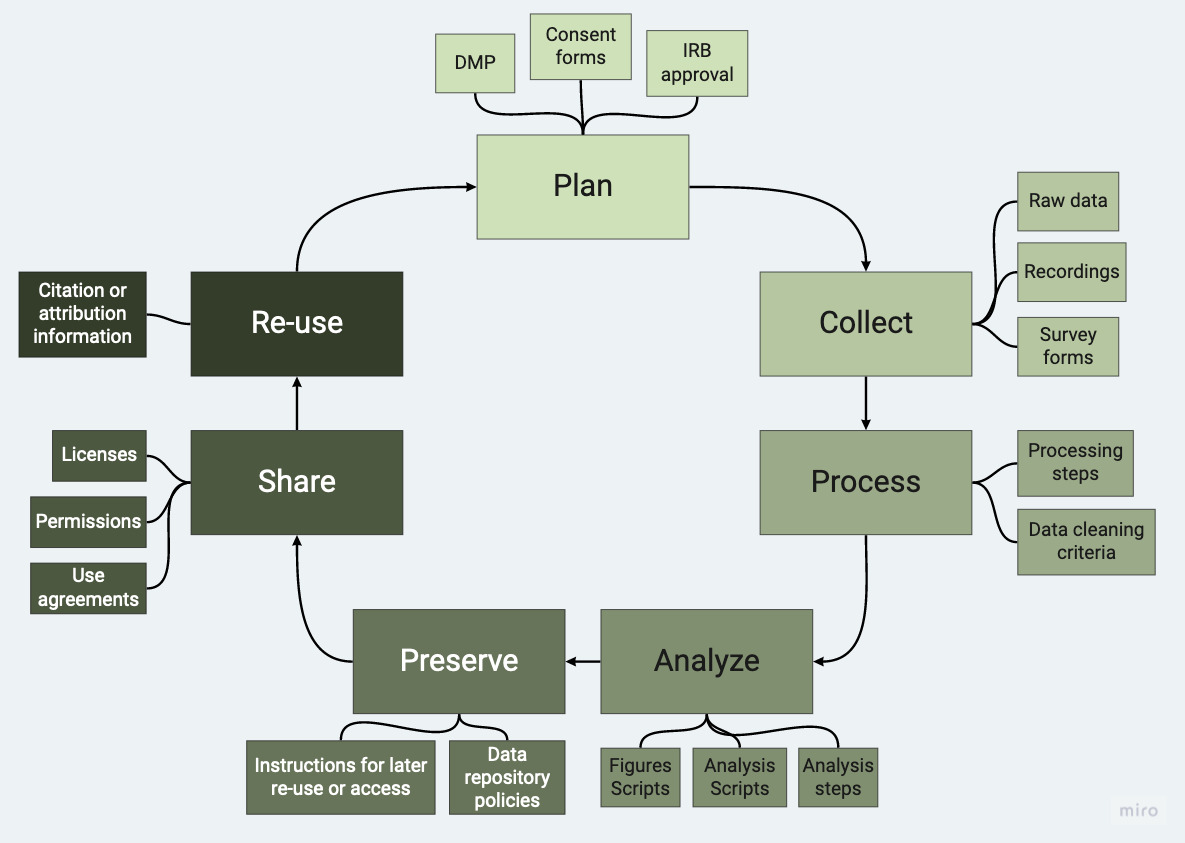 DMP
Consent
forms
IRB
approval
Plan
Raw data
Recordings
Survey
forms
Collect
Processing
steps
Data cleaning
criteria
Process
Analyze
Figures
Scripts
Analysis
Scripts
Analysis
steps
Preserve
Instructions for later
re-use or access
Data
repository
policies
Share
Licenses
Permissions
Use
agreements
Re-use
Citation or
attribution
information
miro